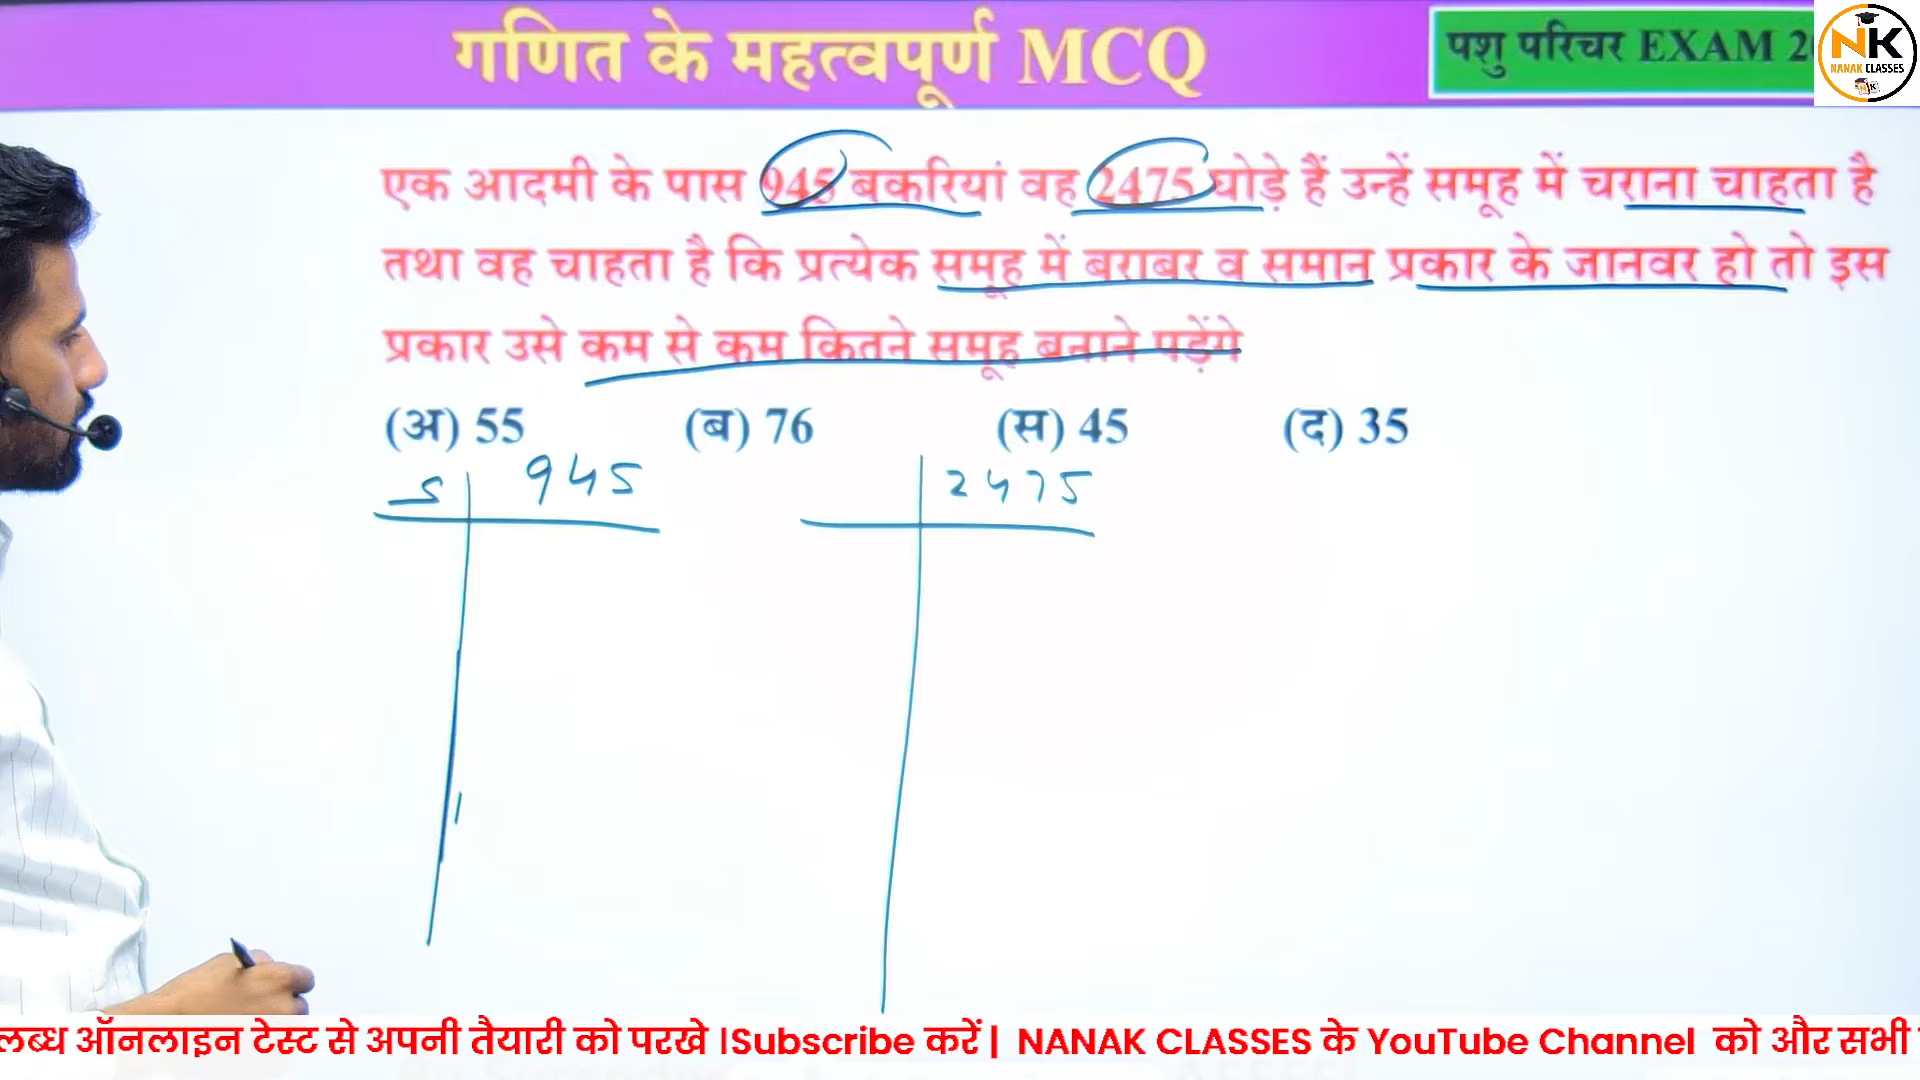 गणित के महत्वपूर्ण MCQ
पशु परिचर EXAM
NK
NANAK CLASSES
एक आदमी के पास 945 बकरियां वह 2475 घोड़े हैं उन्हें समूह में चराना चाहता है
तथा वह चाहता है कि प्रत्येक समूह में बराबर व समान प्रकार के जानवर हो तो इस
प्रकार उसे कम से कम कितने समूह बनाने पड़ेंगे
(अ) 55 (ब) 76 (स) 45 (द) 35
5 945 2475
ऑनलाइन टेस्ट से अपनी तैयारी को परखे ।Subscribe करें | NANAK CLASSES के YouTube Channel को और सभी